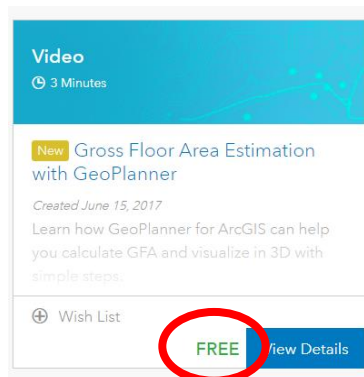 Video
3 Minutes
New Gross Floor Area Estimation
with GeoPlanner
Created June 15, 2017
Learn how GeoPlanner for ArcGIS can help
you calculate GFA and visualize in 3D with
simple steps.
Wish List
FREE View Details